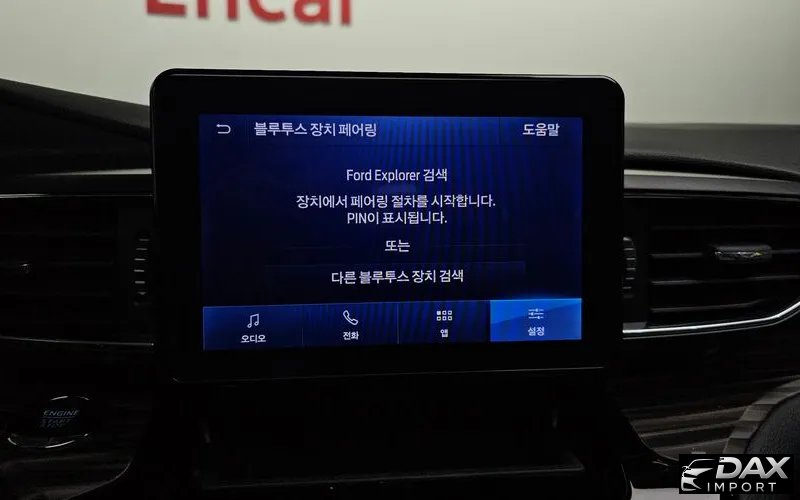 Encar
블루투스 장치 페어링
도움말
Ford Explorer 검색
장치에서 페어링 절차를 시작합니다.
PIN이 표시됩니다.
또는
다른 블루투스 장치 검색
오디오
전화
앱
설정
ENGINE
START
DAX
IMPORT